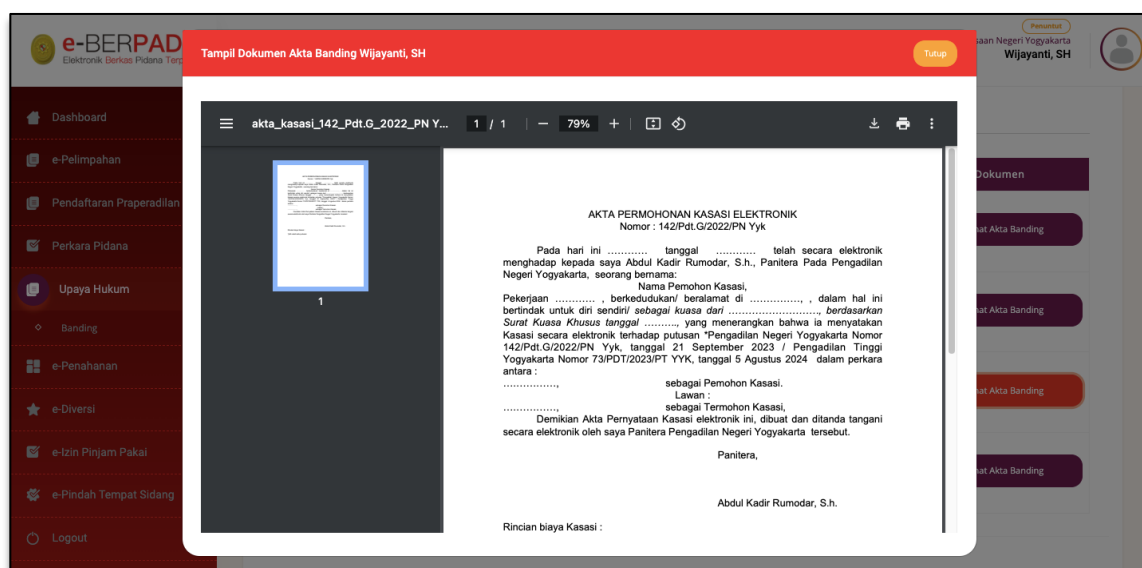 e-BERPAD
Elektronik Berkas Pidana Terp
Tampil Dokumen Akta Banding Wijayanti, SH
Tutup
Penuntut
saan Negeri Yogyakarta
Wijayanti, SH
Dashboard
e-Pelimpahan
Pendaftaran Praperadilan
Perkara Pidana
Upaya Hukum
Banding
e-Penahanan
e-Diversi
e-Izin Pinjam Pakai
e-Pindah Tempat Sidang
Logout
akta_kasasi_142_Pdt.G_2022_PN Y...
1 / 1
79%
1
AKTA PERMOHONAN KASASI ELEKTRONIK
Nomor : 142/Pdt.G/2022/PN Yyk
Pada hari ini ………… tanggal ………… telah secara elektronik
menghadap kepada saya Abdul Kadir Rumodar, S.h., Panitera Pada Pengadilan
Negeri Yogyakarta, seorang bernama:
Nama Pemohon Kasasi,
Pekerjaan ………… , berkedudukan/ beralamat di ……………, , dalam hal ini
bertindak untuk diri sendiri/ sebagai kuasa dari ………………………, berdasarkan
Surat Kuasa Khusus tanggal ………., yang menerangkan bahwa ia menyatakan
Kasasi secara elektronik terhadap putusan *Pengadilan Negeri Yogyakarta Nomor
142/Pdt.G/2022/PN Yyk, tanggal 21 September 2023 / Pengadilan Tinggi
Yogyakarta Nomor 73/PDT/2023/PT YYK, tanggal 5 Agustus 2024 dalam perkara
antara :
……………., sebagai Pemohon Kasasi.
Lawan :
……………., sebagai Termohon Kasasi,
Demikian Akta Pernyataan Kasasi elektronik ini, dibuat dan ditanda tangani
secara elektronik oleh saya Panitera Pengadilan Negeri Yogyakarta tersebut.
Panitera,
Abdul Kadir Rumodar, S.h.
Rincian biaya Kasasi :
Dokumen
at Akta Banding
at Akta Banding
at Akta Banding
at Akta Banding